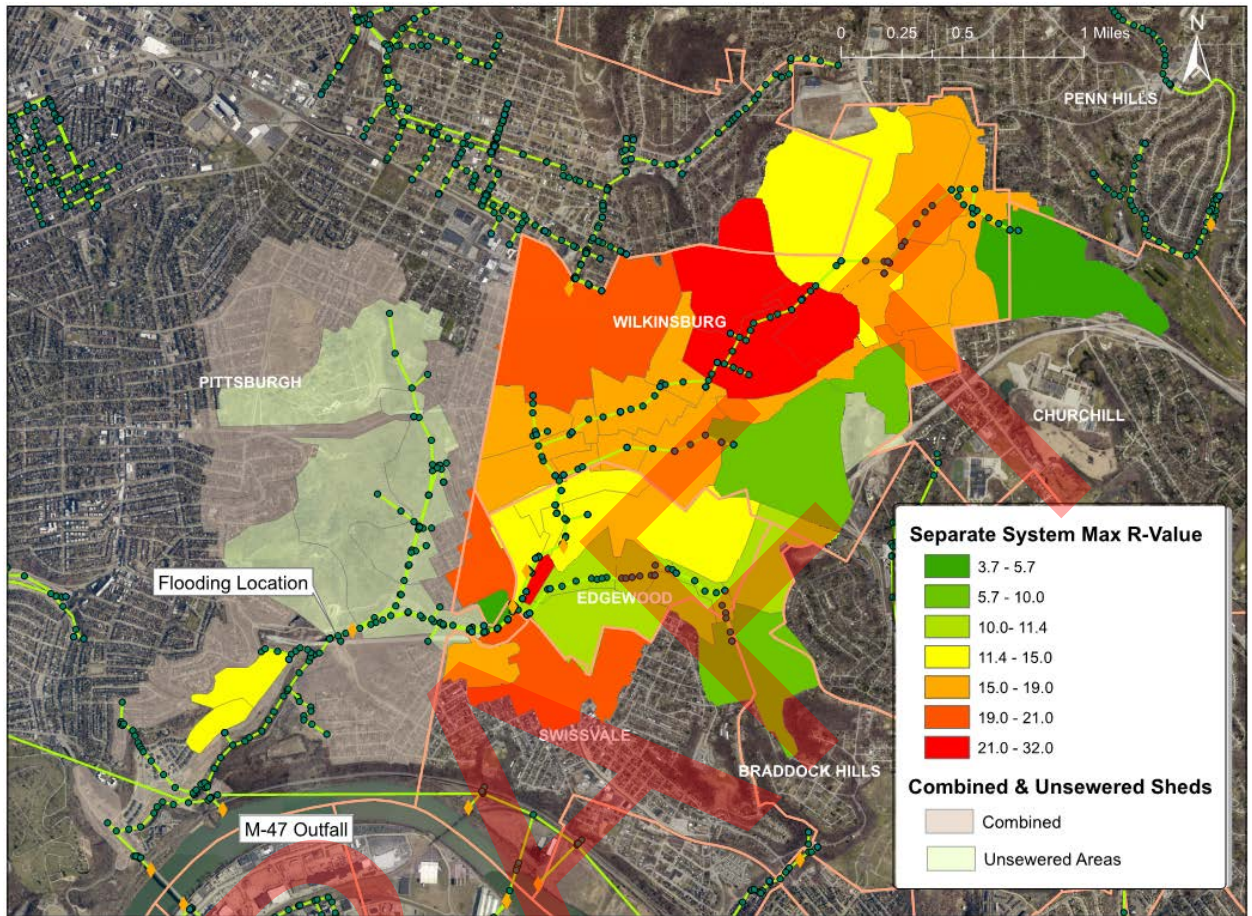 0 0.25 0.5 1 Miles
N
PENN HILLS
WILKINSBURG
PITTSBURGH
CHURCHILL
Flooding Location
EDGEWOOD
SWISSVALE
BRADDOCK HILLS
M-47 Outfall
Separate System Max R-Value
3.7 - 5.7
5.7 - 10.0
10.0- 11.4
11.4 - 15.0
15.0 - 19.0
19.0 - 21.0
21.0 - 32.0
Combined & Unsewered Sheds
Combined
Unsewered Areas